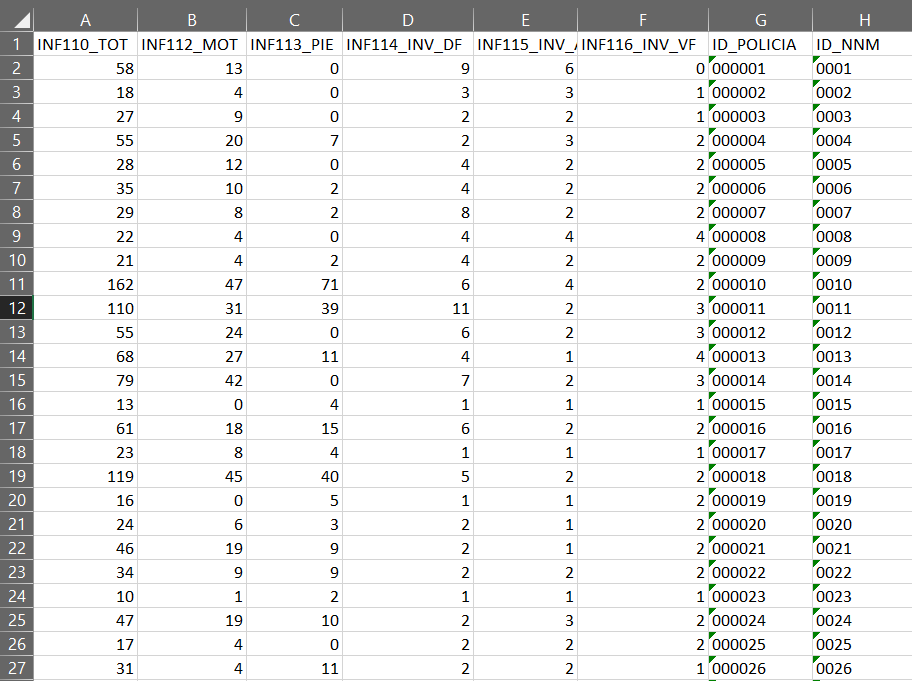 A B C D E F G H
1 INF110_TOT INF112_MOT INF113_PIE INF114_INV_DF INF115_INV_ INF116_INV_VF ID_POLICIA ID_NNM
2 58 13 0 9 6 0 000001 0001
3 18 4 0 3 3 1 000002 0002
4 27 9 0 2 2 1 000003 0003
5 55 20 7 2 3 2 000004 0004
6 28 12 0 4 2 2 000005 0005
7 35 10 2 4 2 2 000006 0006
8 29 8 2 8 2 2 000007 0007
9 22 4 0 4 4 4 000008 0008
10 21 4 2 4 2 2 000009 0009
11 162 47 71 6 4 2 000010 0010
12 110 31 39 11 2 3 000011 0011
13 55 24 0 6 2 3 000012 0012
14 68 27 11 4 1 4 000013 0013
15 79 42 0 7 2 3 000014 0014
16 13 0 4 1 1 1 000015 0015
17 61 18 15 6 2 2 000016 0016
18 23 8 4 1 1 1 000017 0017
19 119 45 40 5 2 2 000018 0018
20 16 0 5 1 1 2 000019 0019
21 24 6 3 2 1 2 000020 0020
22 46 19 9 2 1 2 000021 0021
23 34 9 9 2 2 2 000022 0022
24 10 1 2 1 1 1 000023 0023
25 47 19 10 2 3 2 000024 0024
26 17 4 0 2 2 2 000025 0025
27 31 4 11 2 2 1 000026 0026